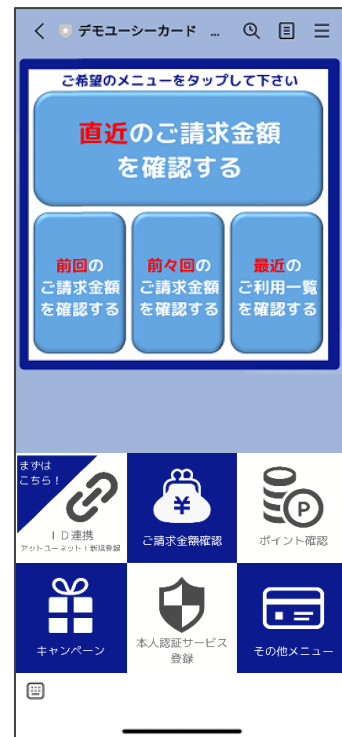 デモユーシーカード ...
ご希望のメニューをタップして下さい
直近のご請求金額
を確認する
前回の
ご請求金額
を確認する
前々回の
ご請求金額
を確認する
最近の
ご利用一覧
を確認する
まずは
こちら！
ＩＤ連携
アットユーネット！新規登録
¥
ご請求金額確認
P
ポイント確認
キャンペーン
本人認証サービス
登録
その他メニュー